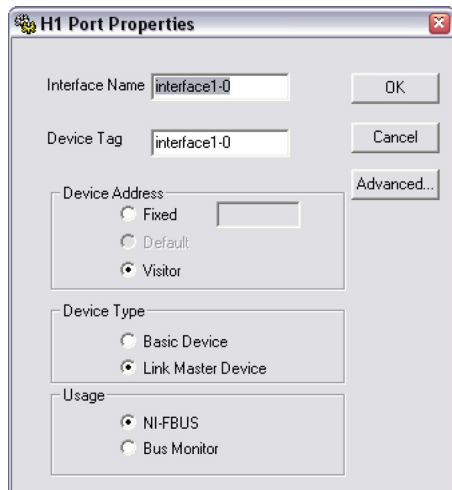 H1 Port Properties
Interface Name interface1-0 OK
Device Tag interface1-0 Cancel
Advanced...
Device Address
Fixed
Default
Visitor
Device Type
Basic Device
Link Master Device
Usage
NI-FBUS
Bus Monitor